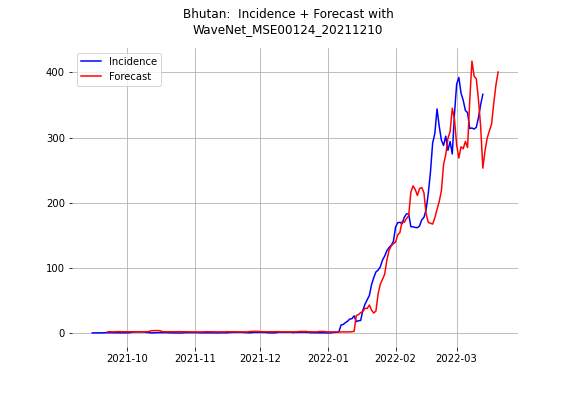 Bhutan:  Incidence + Forecast with
WaveNet_MSE00124_20211210
Incidence
Forecast
400
300
200
100
0
2021-10
2021-11
2021-12
2022-01
2022-02
2022-03